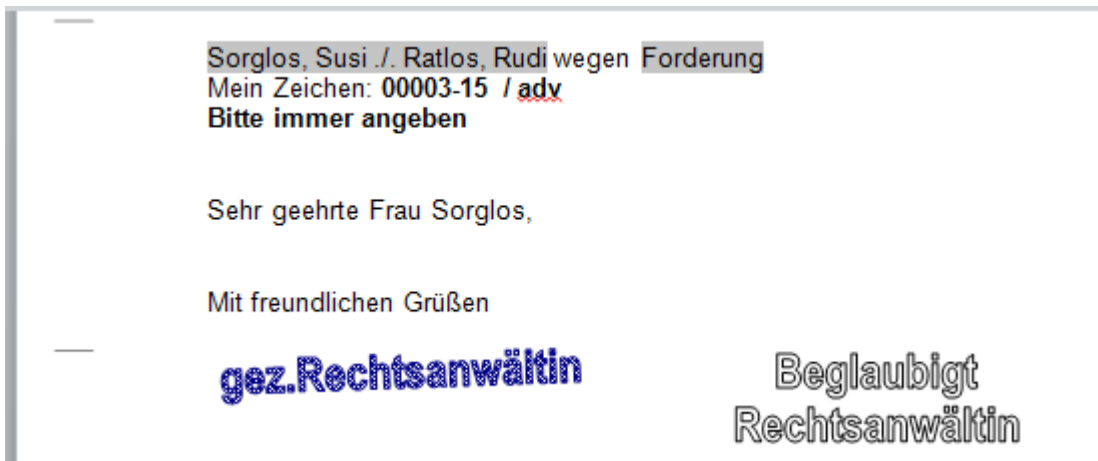 Sorglos, Susi ./. Ratlos, Rudi wegen Forderung
Mein Zeichen: 00003-15 / adv
Bitte immer angeben
Sehr geehrte Frau Sorglos,
Mit freundlichen Grüßen
gez.Rechtsanwältin
Beglaubigt
Rechtsanwältin